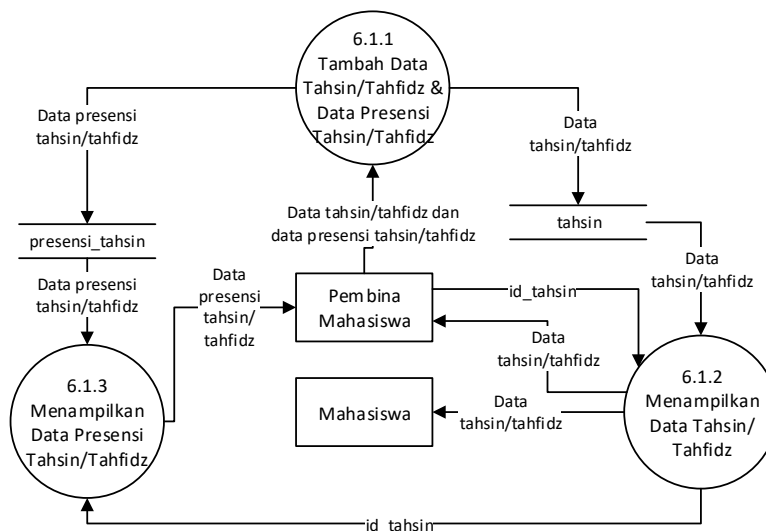 6.1.1
Tambah Data
Tahsin/Tahfidz &
Data Presensi
Tahsin/Tahfidz
Data presensi
tahsin/tahfidz
Data
tahsin/tahfidz
presensi_tahsin
tahsin
Data tahsin/tahfidz dan
data presensi tahsin/tahfidz
Data presensi
tahsin/tahfidz
Data
presensi
tahsin/
tahfidz
Pembina
Mahasiswa
id_tahsin
Data
tahsin/tahfidz
Data
tahsin/tahfidz
6.1.3
Menampilkan
Data Presensi
Tahsin/Tahfidz
Mahasiswa
Data
tahsin/tahfidz
6.1.2
Menampilkan
Data Tahsin/
Tahfidz
id_tahsin